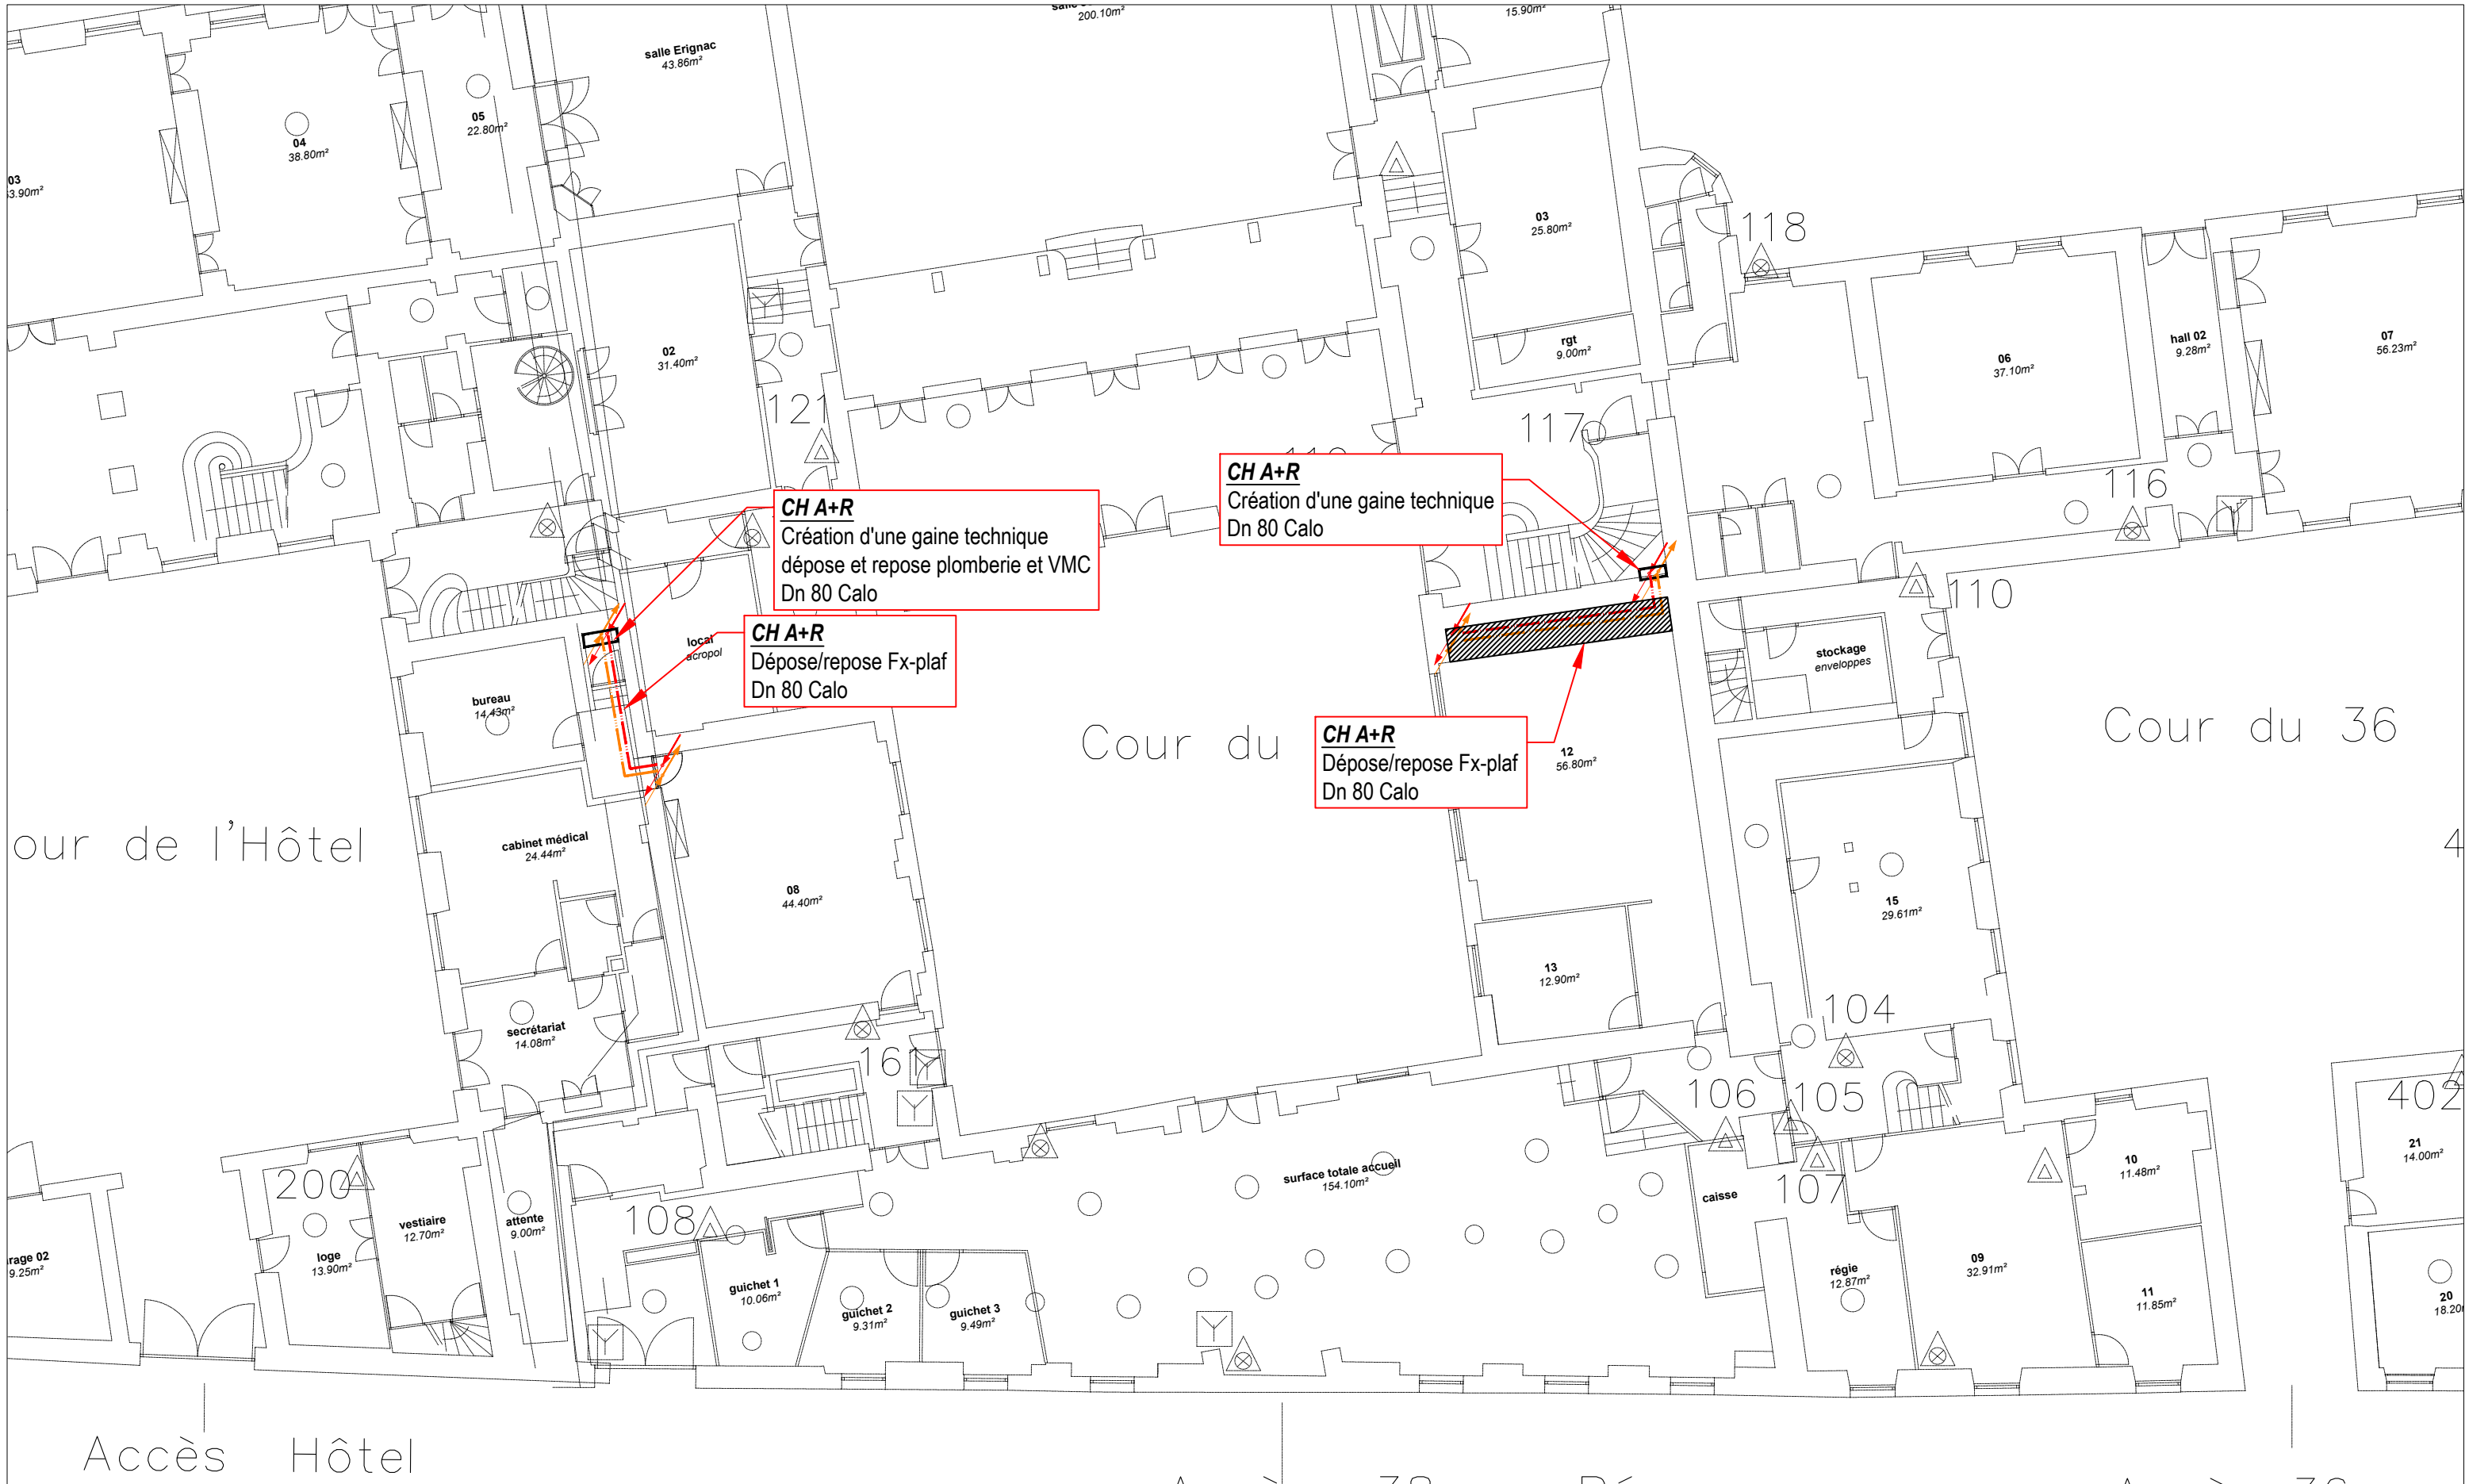 200.10m²
15.90m²
salle Erignac
43.86m²
05
22.80m²
04
38.80m²
03
03
25.80m²
118
02
31.40m²
rgt
9.00m²
06
37.10m²
hall 02
9.28m²
07
56.23m²
121
117
116
110
CH A+R
Création d'une gaine technique
dépose et repose plomberie et VMC
Dn 80 Calo
CH A+R
Création d'une gaine technique
Dn 80 Calo
CH A+R
Dépose/repose Fx-plaf
Dn 80 Calo
CH A+R
Dépose/repose Fx-plaf
Dn 80 Calo
local
acropol
bureau
14.43m²
stockage
enveloppes
Cour du
12
56.80m²
Cour du 36
our de l'Hôtel
cabinet médical
24.44m²
08
44.40m²
15
29.61m²
4
13
12.90m²
secrétariat
14.08m²
161
104
106
105
107
402
21
14.00m²
10
11.48m²
surface totale accueil
154.10m²
caisse
200
vestiaire
12.70m²
attente
9.00m²
108
loge
13.90m²
rage 02
9.25m²
guichet 1
10.06m²
guichet 2
9.31m²
guichet 3
9.49m²
régie
12.87m²
09
32.91m²
11
11.85m²
20
18.20
Accès Hôtel